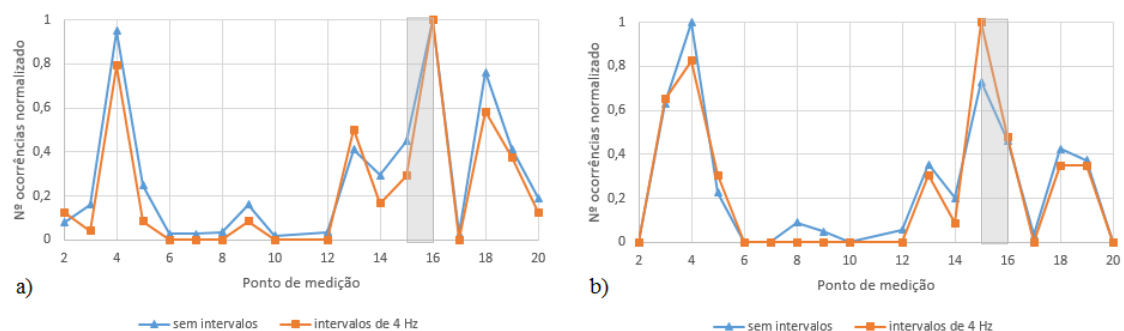 Nº ocorrências normalizado
1
0,8
0,6
0,4
0,2
0
2 4 6 8 10 12 14 16 18 20
Ponto de medição
a)
sem intervalos intervalos de 4 Hz
Nº ocorrências normalizado
1
0,8
0,6
0,4
0,2
0
2 4 6 8 10 12 14 16 18 20
Ponto de medição
b)
sem intervalos intervalos de 4 Hz